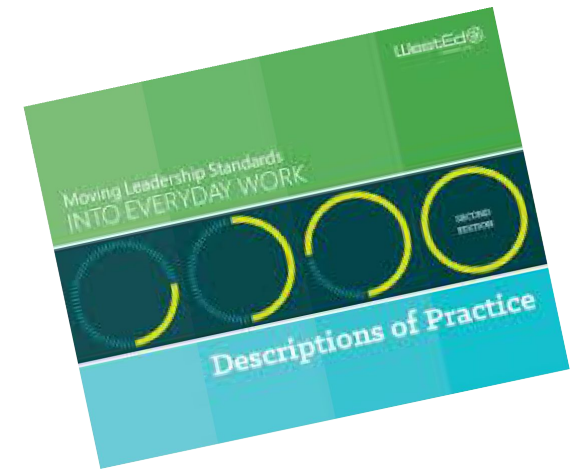 WestEd
Moving Leadership Standards
INTO EVERYDAY WORK
SECOND
EDITION
Descriptions of Practice